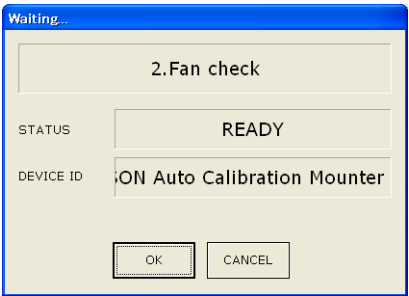 Waiting...
2.Fan check
STATUS
READY
DEVICE ID
SON Auto Calibration Mounter
OK
CANCEL